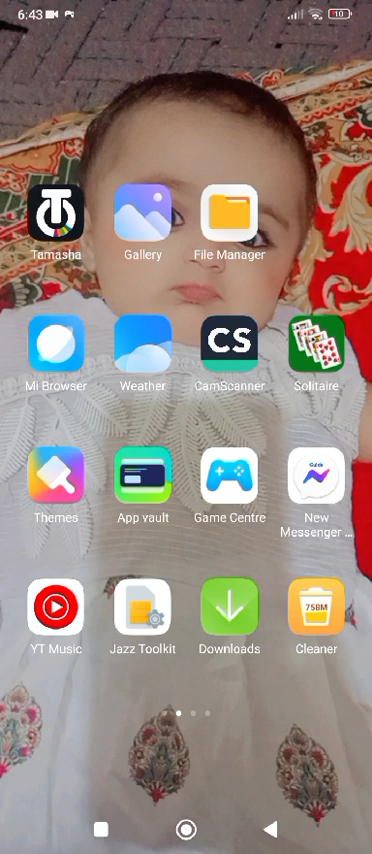 6:43
10
Tamasha
Gallery
File Manager
Mi Browser
Weather
CS
CamScanner
Solitaire
Themes
App vault
Game Centre
Guide
New
Messenger ...
YT Music
Jazz Toolkit
Downloads
758M
Cleaner